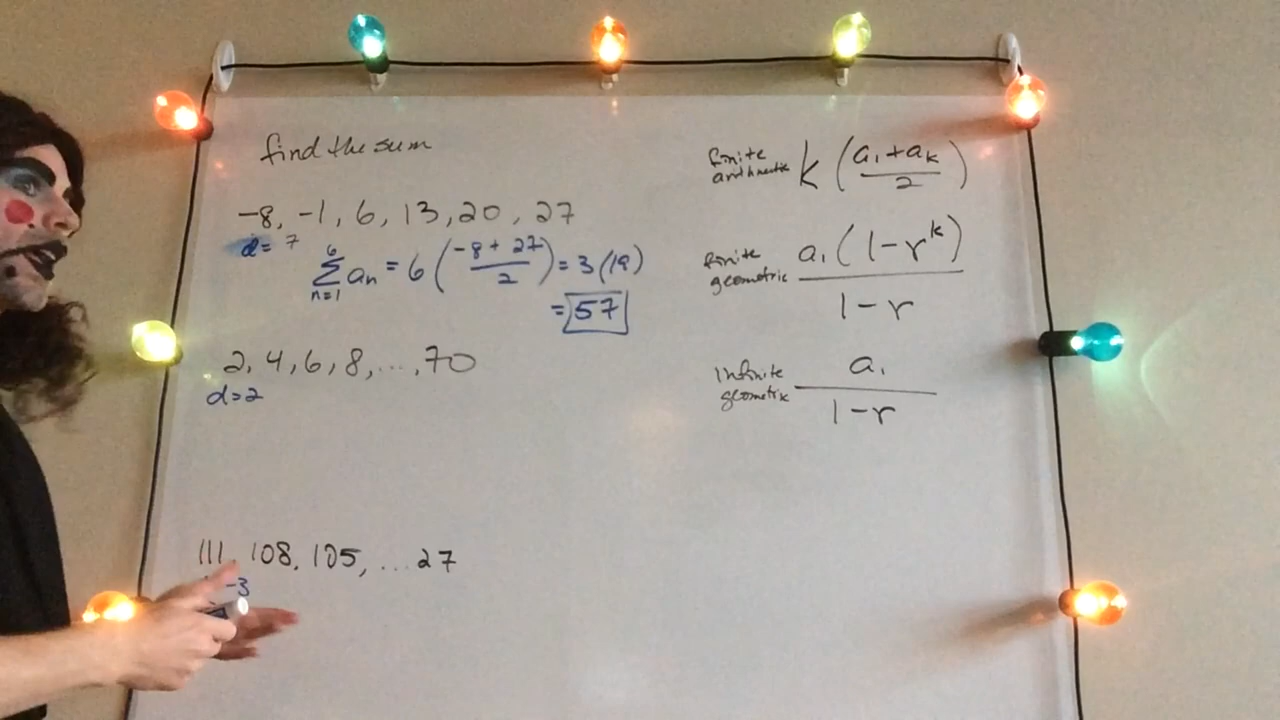 find the sum
-8, -1, 6, 13, 20, 27
d= 7
6
∑ aₙ = 6 ( -8 + 27 / 2 ) = 3 (19)
n=1
= 57
2, 4, 6, 8, ..., 70
d=2
111, 108, 105, ... 27
-3
finite arithmetic k ( a₁ + aₖ / 2 )
finite geometric a₁ ( 1 - rᵏ ) / 1 - r
infinite geometric a₁ / 1 - r